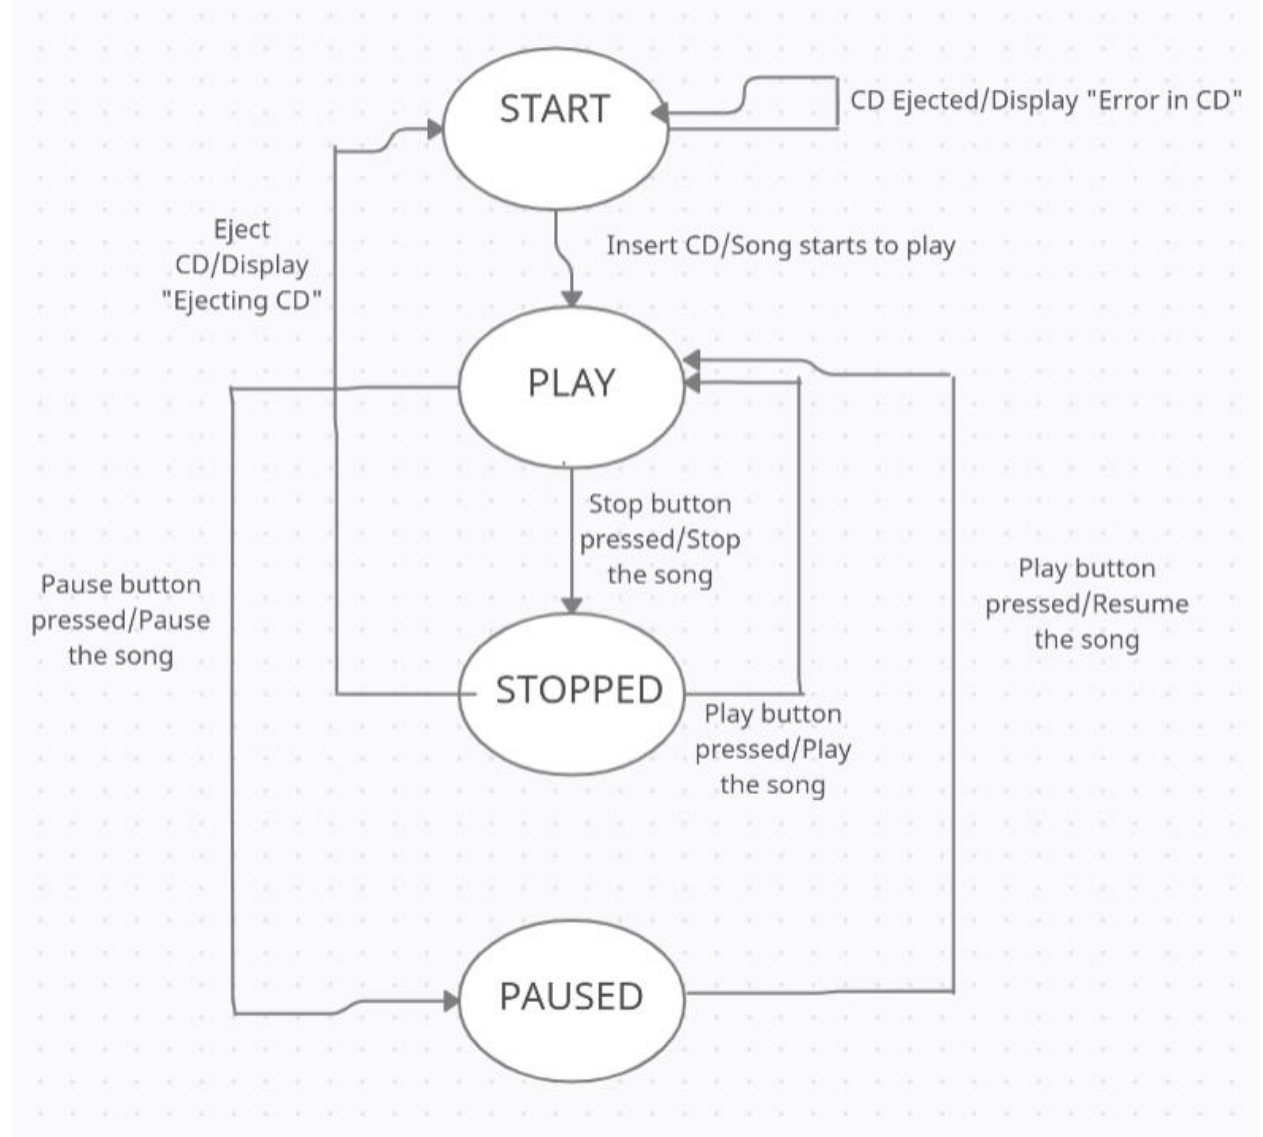 START
CD Ejected/Display "Error in CD"
Eject
CD/Display
"Ejecting CD"
Insert CD/Song starts to play
PLAY
Stop button
pressed/Stop
the song
Pause button
pressed/Pause
the song
Play button
pressed/Resume
the song
STOPPED
Play button
pressed/Play
the song
PAUSED